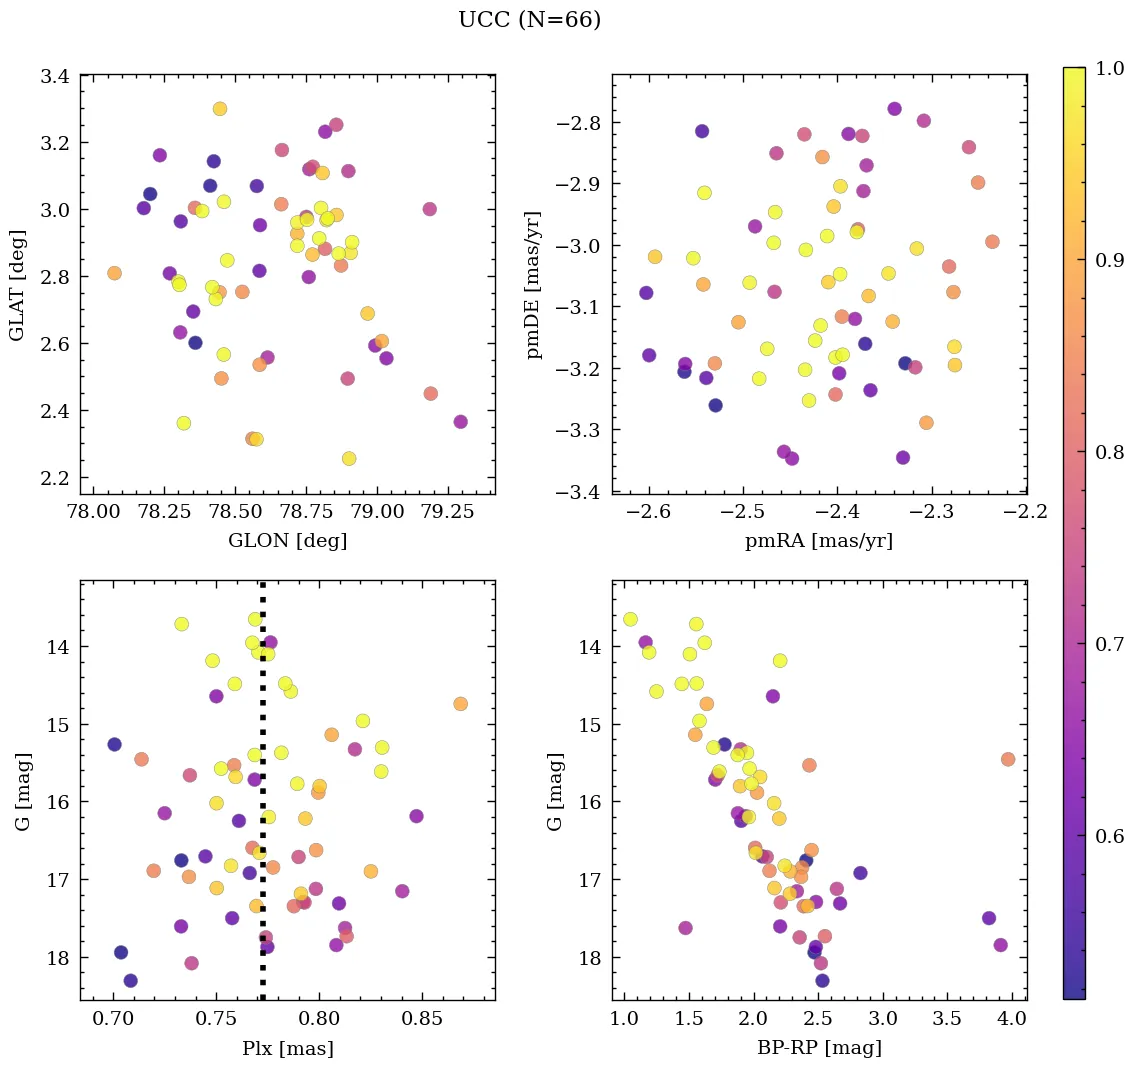 UCC (N=66)
3.4
3.2
3.0
2.8
2.6
2.4
2.2
GLAT [deg]
78.00 78.25 78.50 78.75 79.00 79.25
GLON [deg]
−2.8
−2.9
−3.0
−3.1
−3.2
−3.3
−3.4
pmDE [mas/yr]
−2.6 −2.5 −2.4 −2.3 −2.2
pmRA [mas/yr]
14
15
16
17
18
G [mag]
0.70 0.75 0.80 0.85
Plx [mas]
14
15
16
17
18
G [mag]
1.0 1.5 2.0 2.5 3.0 3.5 4.0
BP-RP [mag]
1.0
0.9
0.8
0.7
0.6